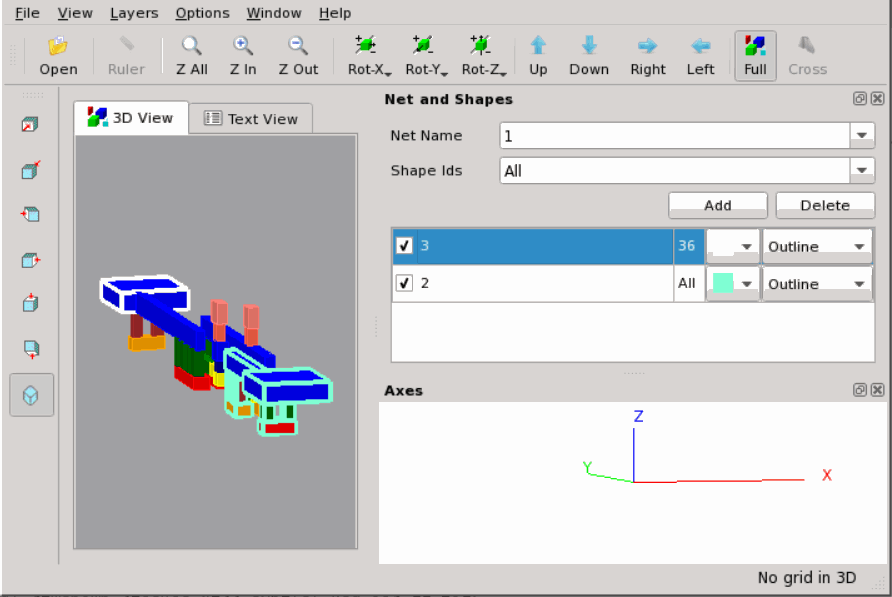 File View Layers Options Window Help
Open Ruler Z All Z In Z Out Rot-X Rot-Y Rot-Z Up Down Right Left Full Cross
3D View Text View
Net and Shapes
Net Name 1
Shape Ids All
Add Delete
3 36 Outline
2 All Outline
Axes
Z
Y
X
No grid in 3D